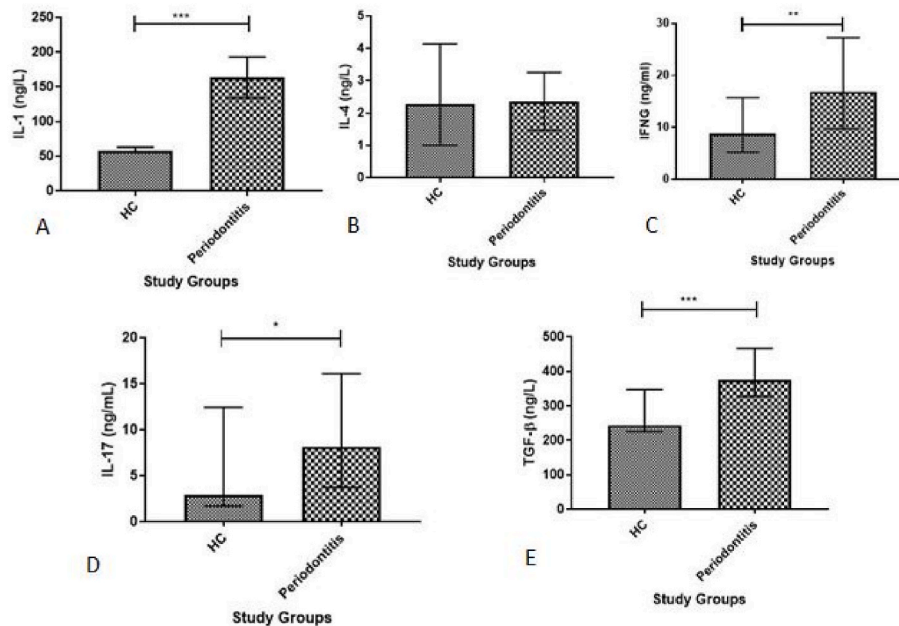 ***
IL-1 (ng/L)
250
200
150
100
50
0
HC
Periodontitis
Study Groups
A
IL-4 (ng/L)
5
4
3
2
1
0
HC
Periodontitis
Study Groups
B
**
IFNG (ng/ml)
30
20
10
0
HC
Periodontitis
Study Groups
C
*
IL-17 (ng/mL)
20
15
10
5
0
HC
Periodontitis
Study Groups
D
***
TGF-β (ng/L)
500
400
300
200
100
0
HC
Periodontitis
Study Groups
E